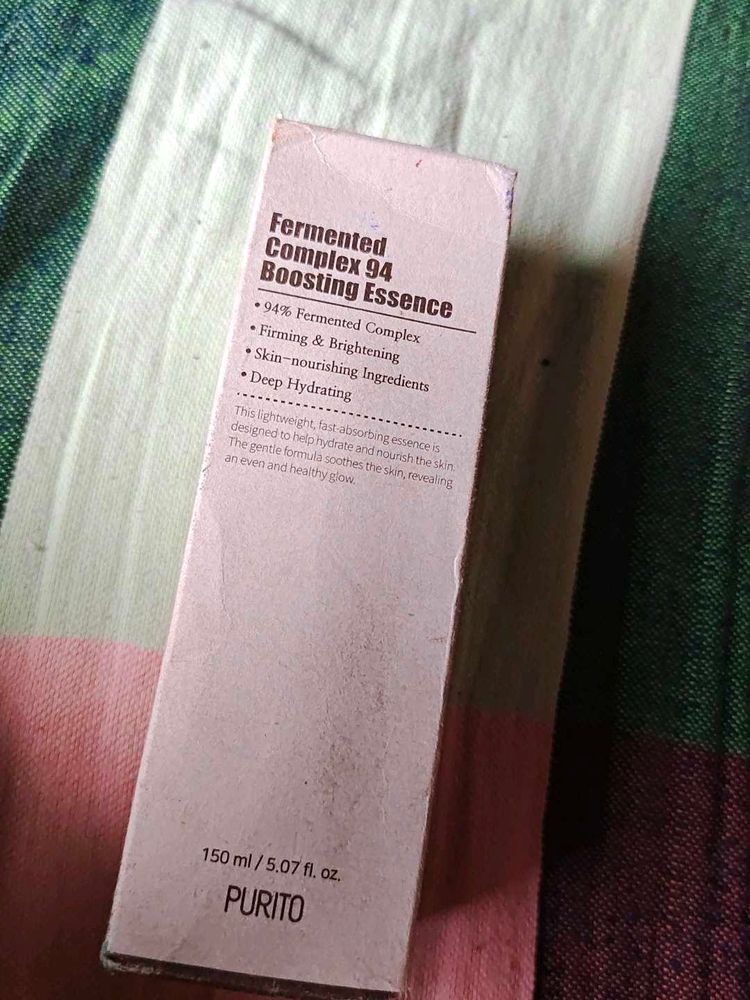 Fermented
Complex 94
Boosting Essence
• 94% Fermented Complex
• Firming & Brightening
• Skin-nourishing Ingredients
• Deep Hydrating
This lightweight, fast-absorbing essence is
designed to help hydrate and nourish the skin.
The gentle formula soothes the skin, revealing
an even and healthy glow.
150 ml / 5.07 fl. oz.
PURITO